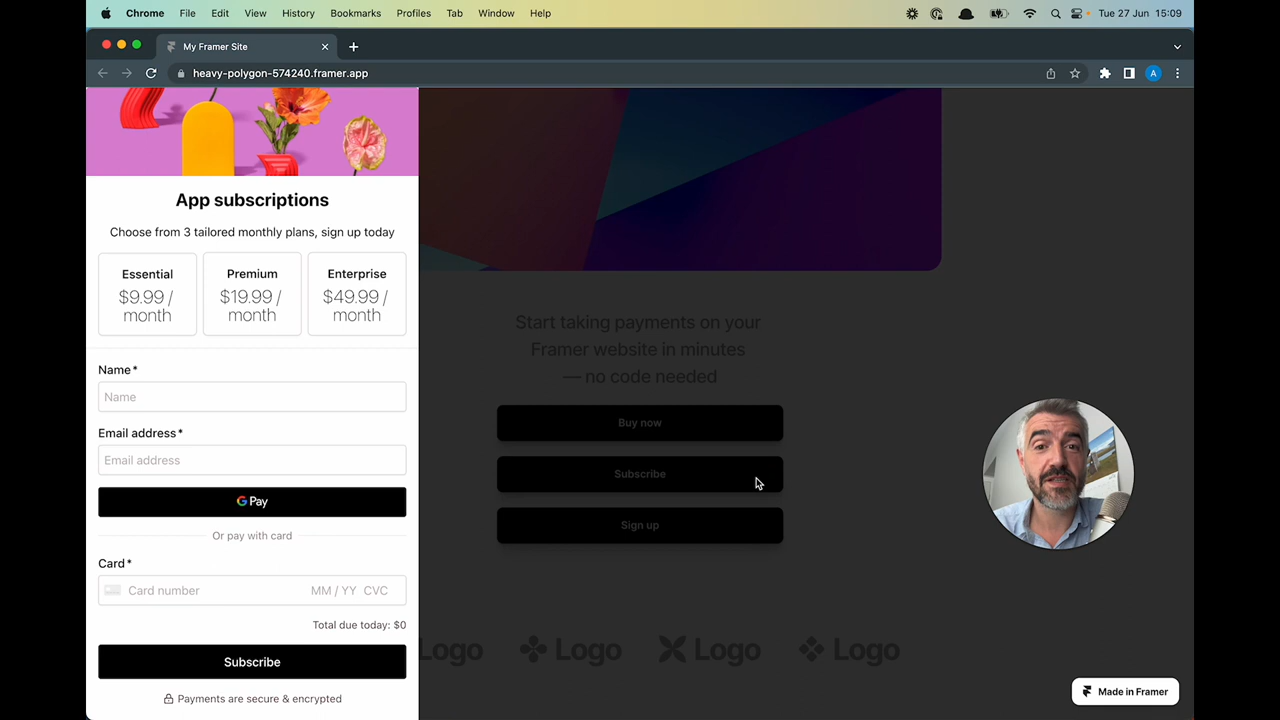 Chrome File Edit View History Bookmarks Profiles Tab Window Help Tue 27 Jun 15:09
My Framer Site
heavy-polygon-574240.framer.app
A
App subscriptions
Choose from 3 tailored monthly plans, sign up today
Essential
$9.99 /
month
Premium
$19.99 /
month
Enterprise
$49.99 /
month
Name*
Name
Email address*
Email address
G Pay
Or pay with card
Card*
Card number MM / YY CVC
Total due today: $0
Subscribe
Payments are secure & encrypted
Start taking payments on your
Framer website in minutes
— no code needed
Buy now
Subscribe
Sign up
Logo Logo Logo Logo
Made in Framer